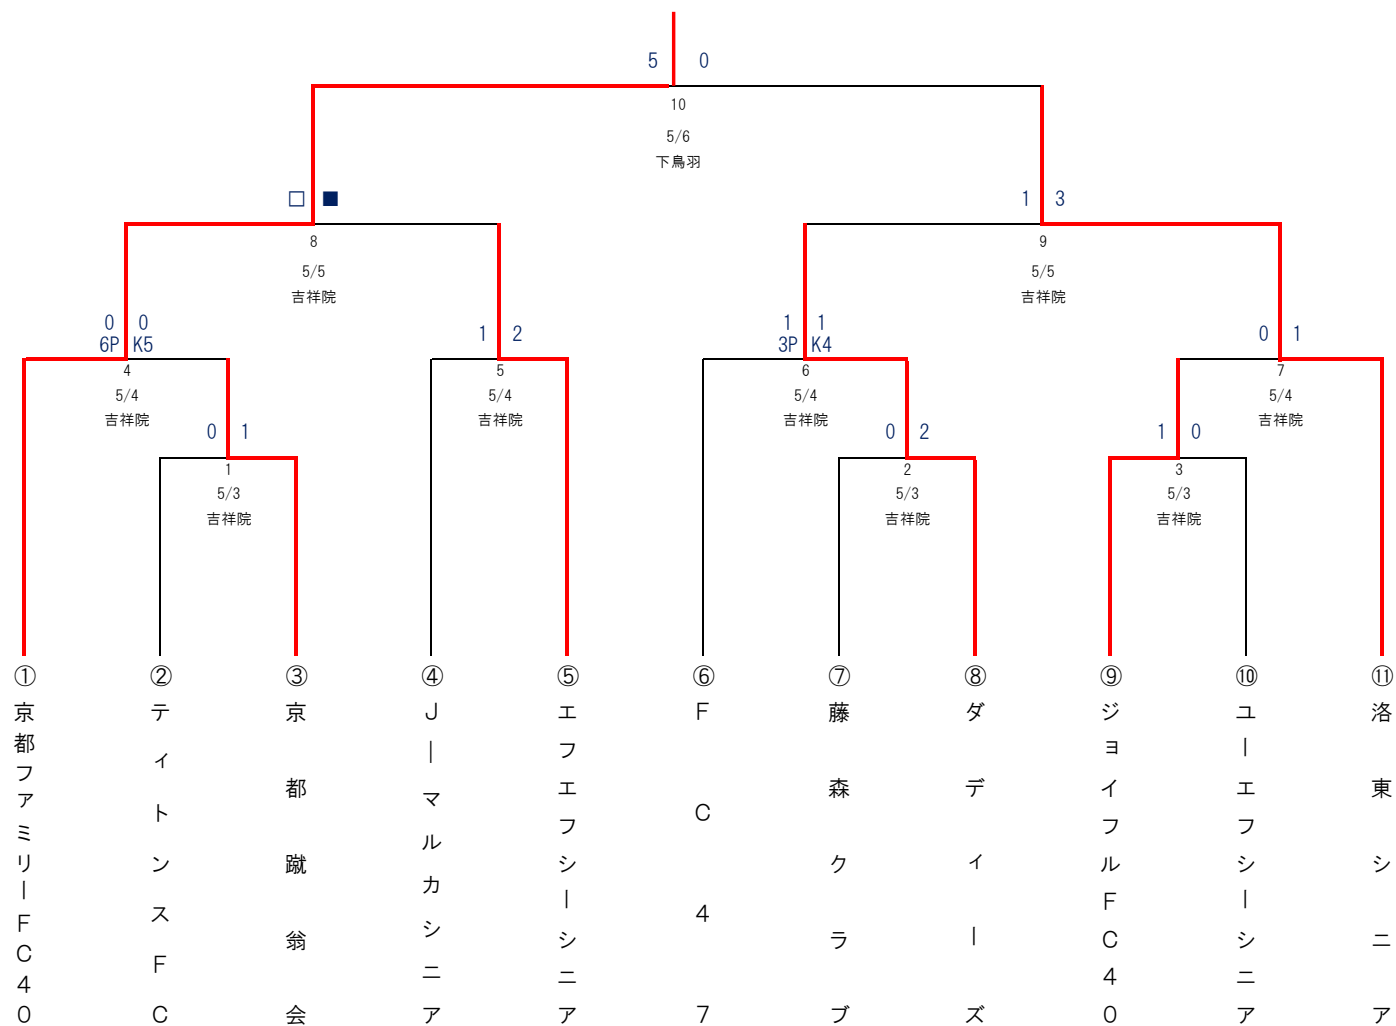 5 0
10
5/6
下鳥羽
□ ■
1 3
8
5/5
吉祥院
9
5/5
吉祥院
0 0
6P K5
1 2
1 1
3P K4
0 1
4
5/4
吉祥院
5
5/4
吉祥院
6
5/4
吉祥院
7
5/4
吉祥院
0 1
0 2
1 0
1
5/3
吉祥院
2
5/3
吉祥院
3
5/3
吉祥院
①
京都ファミリーFC40
②
ティトンスFC
③
京都蹴翁会
④
J―マルカシニア
⑤
エフエフシーシニア
⑥
FC47
⑦
藤森クラブ
⑧
ダディーズ
⑨
ジョイフルFC40
⑩
ユーエフシーシニア
⑪
洛東シニア